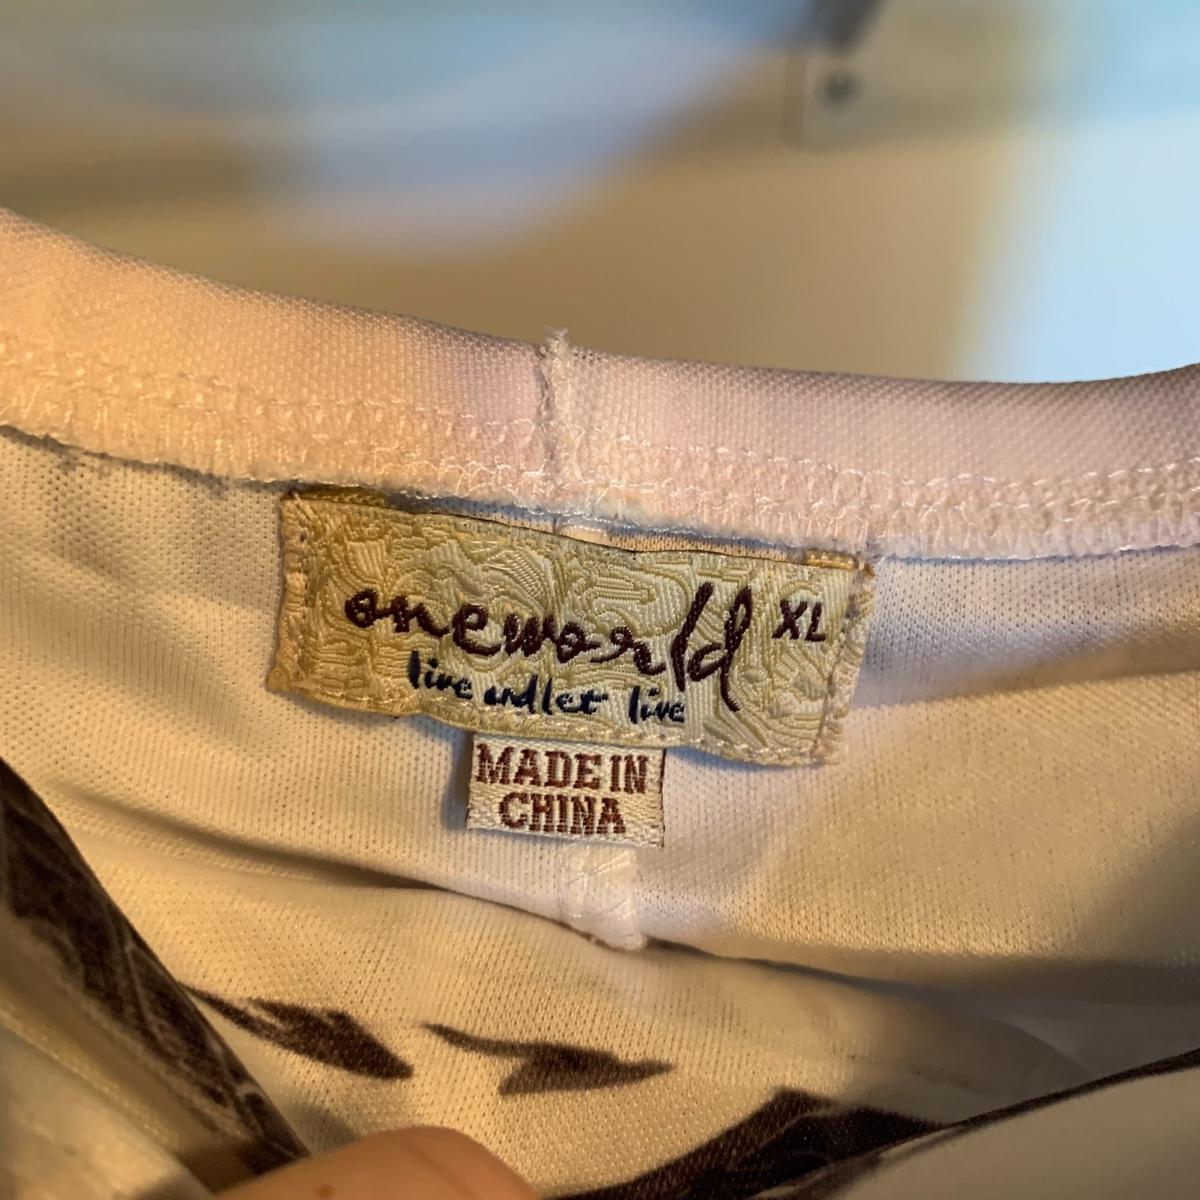 oneworld XL
live and let live
MADE IN
CHINA